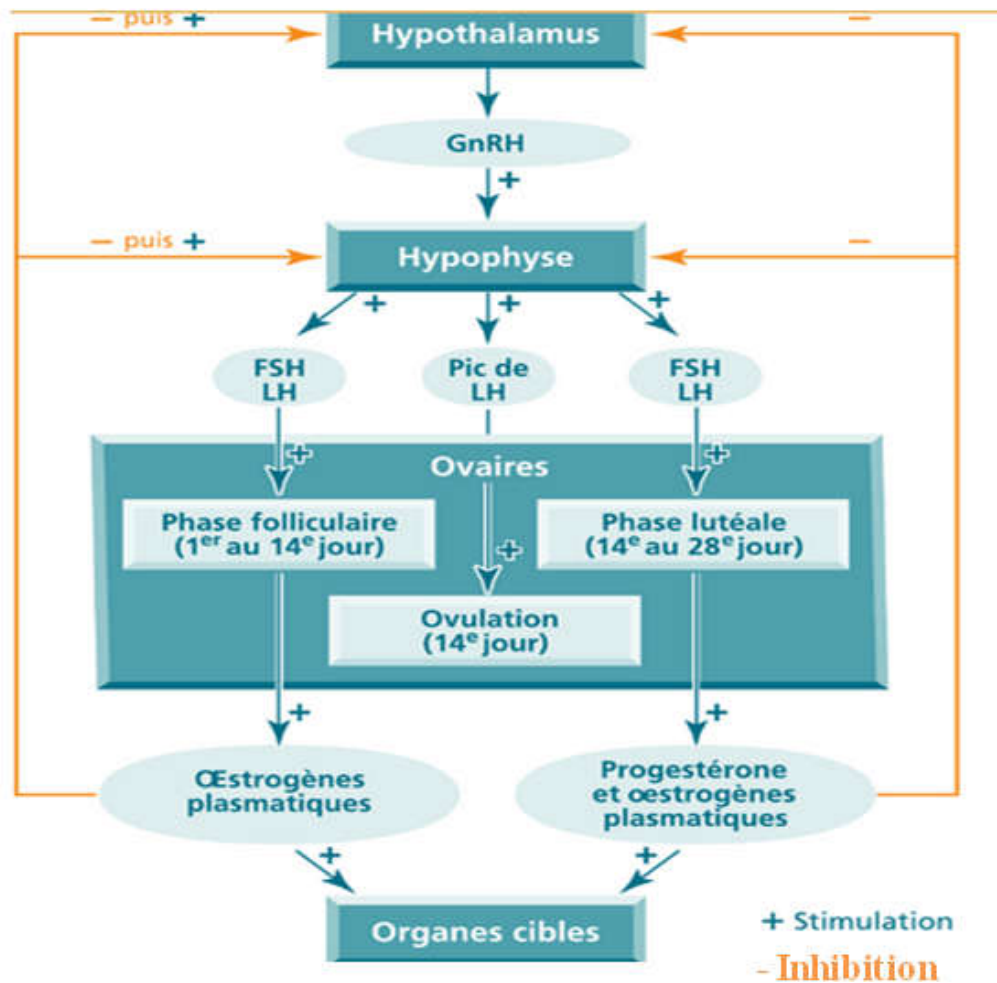 − puis +
−
Hypothalamus
GnRH
+
− puis +
−
Hypophyse
+
+
+
FSH
LH
Pic de
LH
FSH
LH
+
+
Ovaires
Phase folliculaire
(1er au 14e jour)
Phase lutéale
(14e au 28e jour)
+
Ovulation
(14e jour)
+
+
Œstrogènes
plasmatiques
Progestérone
et œstrogènes
plasmatiques
+
+
Organes cibles
+ Stimulation
- Inhibition